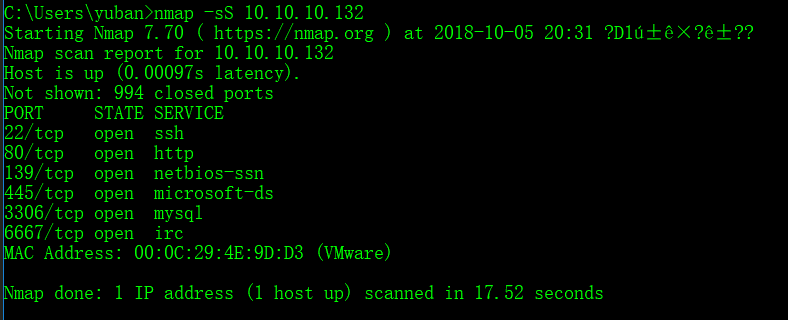 C:\Users\yuban>nmap -sS 10.10.10.132
Starting Nmap 7.70 ( https://nmap.org ) at 2018-10-05 20:31 ?D1ú±ê×?ê±??
Nmap scan report for 10.10.10.132
Host is up (0.00097s latency).
Not shown: 994 closed ports
PORT     STATE SERVICE
22/tcp   open  ssh
80/tcp   open  http
139/tcp  open  netbios-ssn
445/tcp  open  microsoft-ds
3306/tcp open  mysql
6667/tcp open  irc
MAC Address: 00:0C:29:4E:9D:D3 (VMware)
Nmap done: 1 IP address (1 host up) scanned in 17.52 seconds